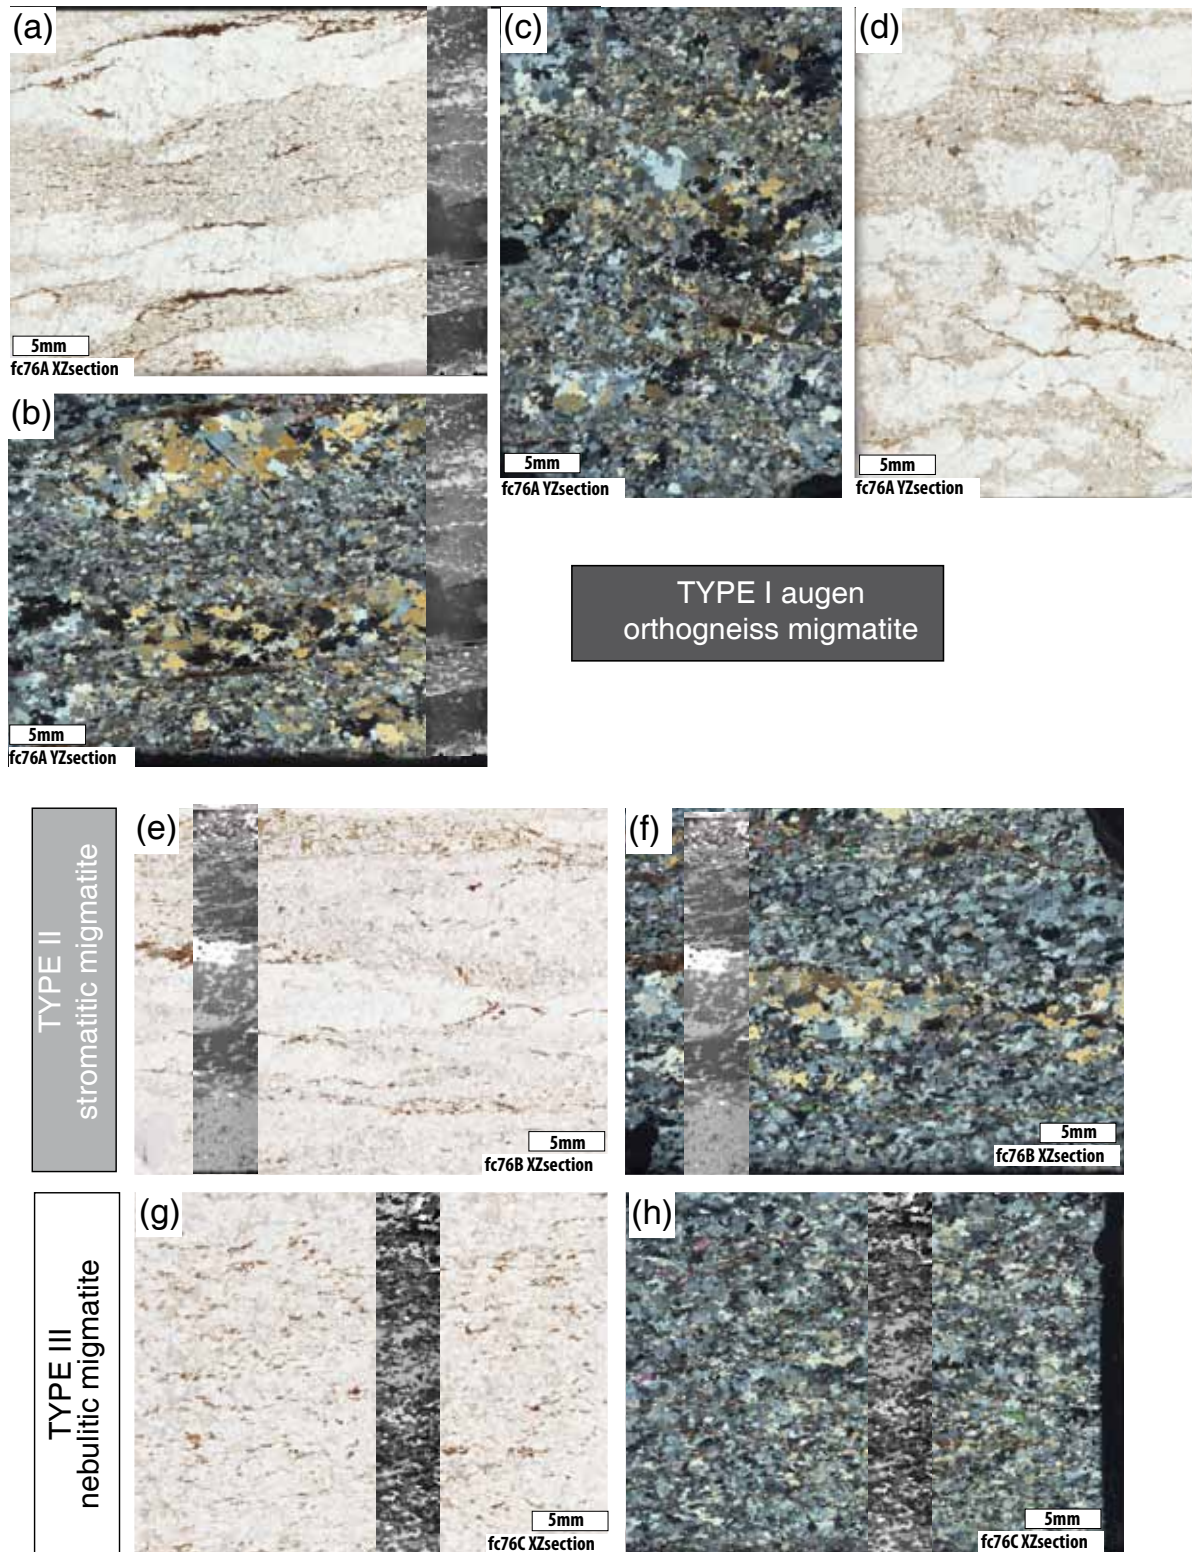 (a)
5mm
fc76A XZsection
(c)
5mm
fc76A YZsection
(d)
5mm
fc76A YZsection
(b)
5mm
fc76A YZsection
TYPE I augen
orthogneiss migmatite
TYPE II
stromatitic migmatite
(e)
5mm
fc76B XZsection
(f)
5mm
fc76B XZsection
TYPE III
nebulitic migmatite
(g)
5mm
fc76C XZsection
(h)
5mm
fc76C XZsection